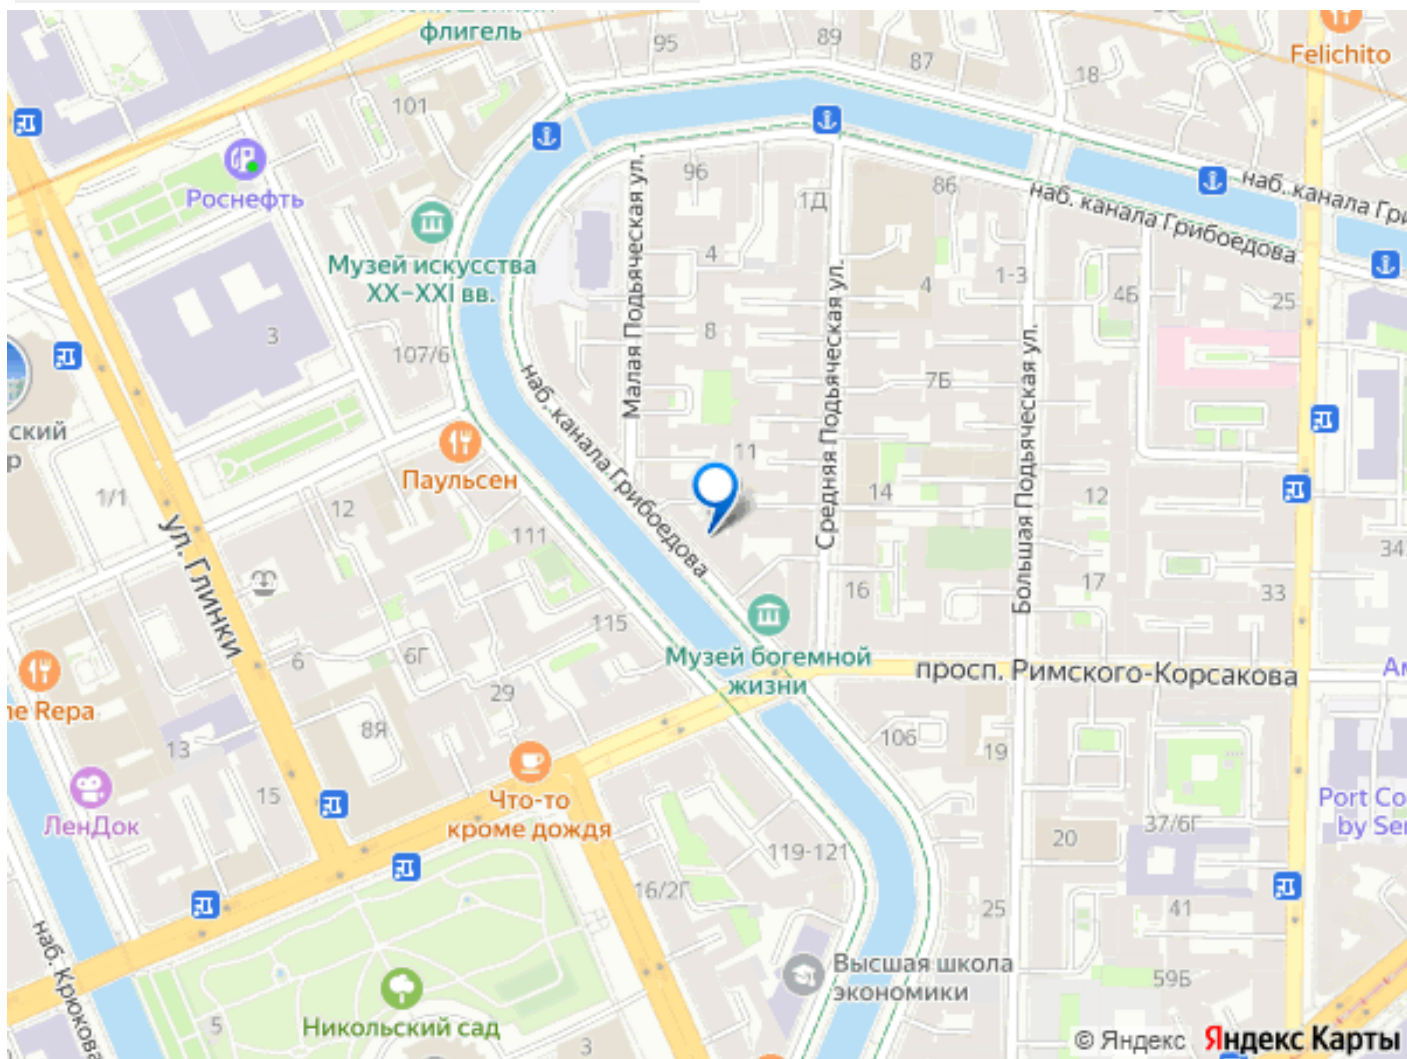 флигель
95
89
87
18
Felichito
101
Роснефть
96
86
1Д
наб. канала Гри
наб. канала Грибоедова
Музей искусства
XX–XXI вв.
Малая Подьяческая ул.
4
4
1-3
4Б
25
3
8
107/6
7Б
Средняя Подьяческая ул.
Большая Подьяческая ул.
наб. канала Грибоедова
ский
р
Паульсен
11
1/1
12
14
12
ул. Глинки
111
34
16
17
33
115
6
6Г
Музей богемной
жизни
просп. Римского-Корсакова
Ам
ne Repa
29
8Я
13
106
19
15
ЛенДок
Что-то
кроме дождя
Port Co
by Ser
37/6Г
20
119-121
16/2Г
25
41
наб. Крюкова
Высшая школа
экономики
59Б
Никольский сад
5
3
© Яндекс Яндекс Карты